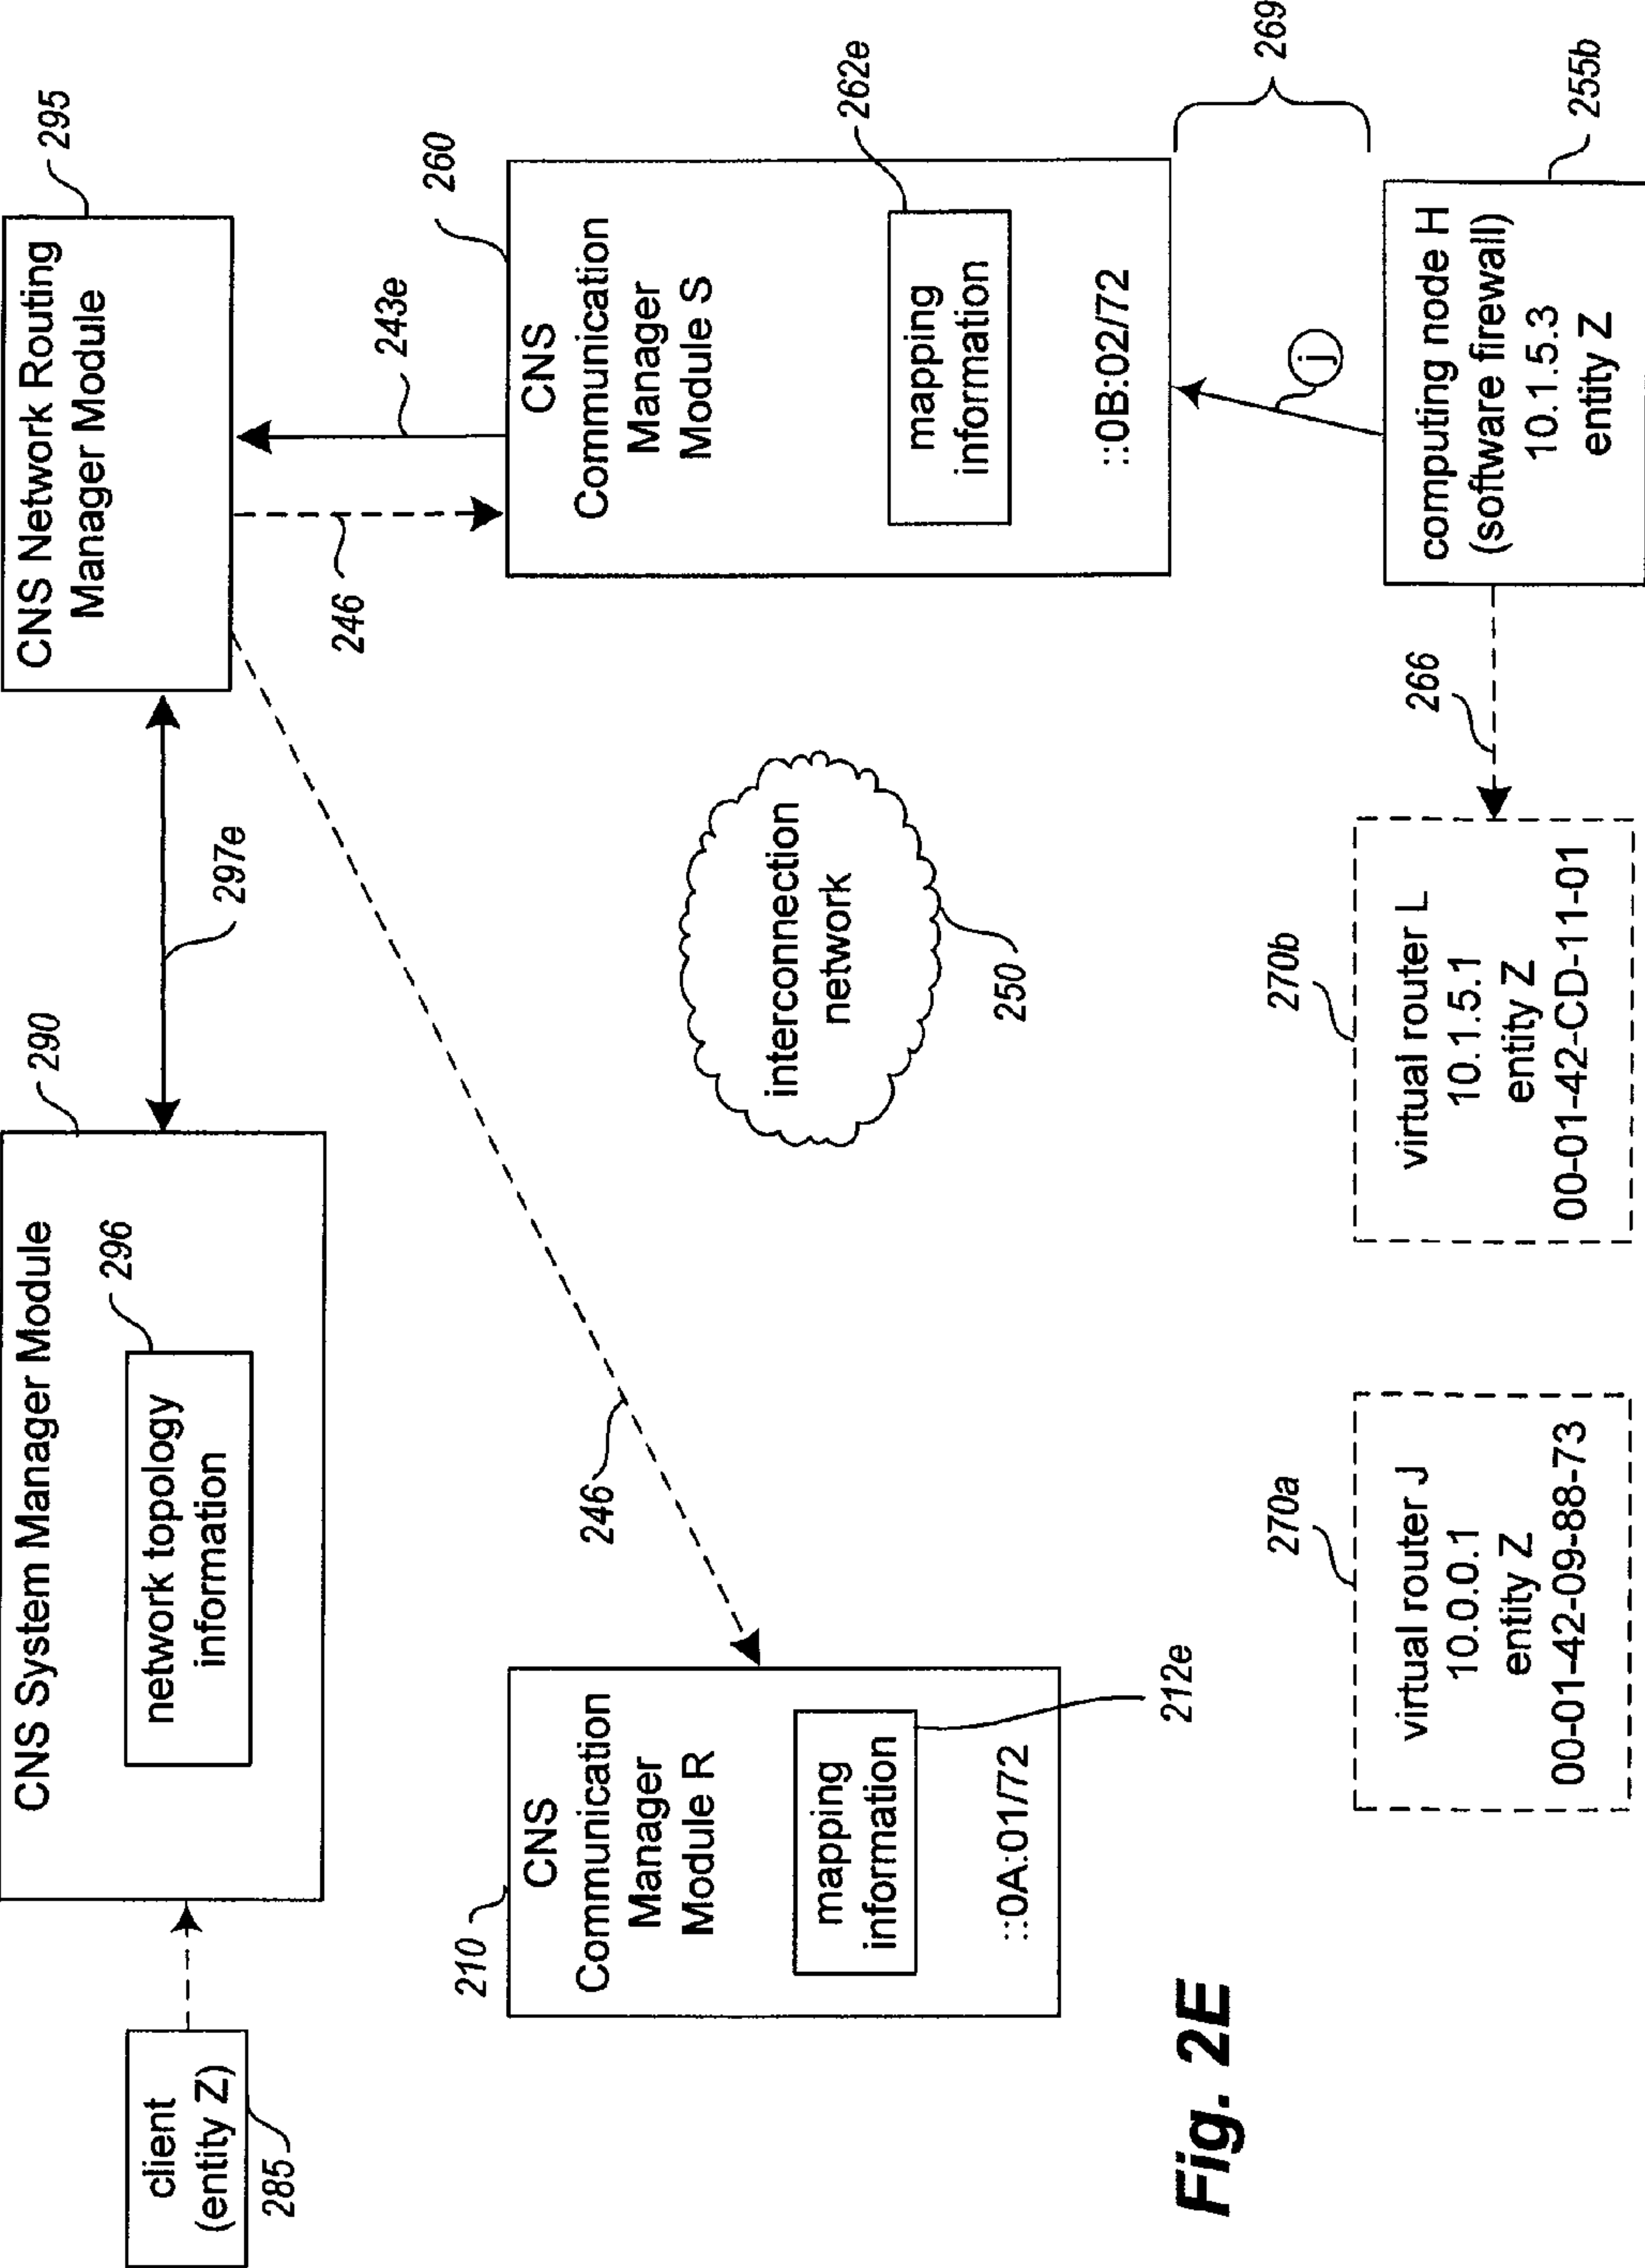 client
(entity Z)
285
CNS System Manager Module
290
network topology
information
296
297e
CNS Network Routing
Manager Module
295
210
CNS
Communication
Manager
Module R
mapping
information
::0A:01/72
212e
246
246
243e
260
CNS
Communication
Manager
Module S
mapping
information
::0B:02/72
262e
interconnection
network
250
269
j
270a
virtual router J
10.0.0.1
entity Z
00-01-42-09-88-73
270b
virtual router L
10.1.5.1
entity Z
00-01-42-CD-11-01
266
computing node H
(software firewall)
10.1.5.3
entity Z
255b
Fig. 2E